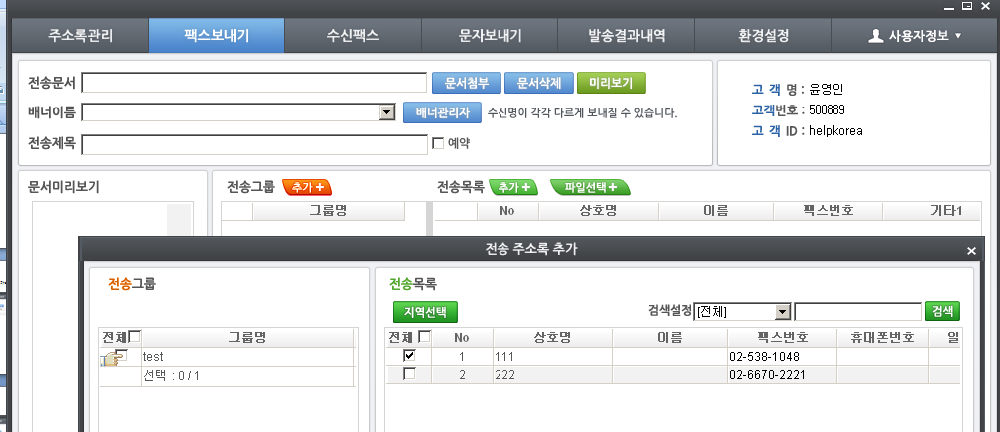 주소록관리 팩스보내기 수신팩스 문자보내기 발송결과내역 환경설정 사용자정보 ▼
전송문서 문서첨부 문서삭제 미리보기
배너이름 배너관리자 수신명이 각각 다르게 보내질 수 있습니다.
전송제목 예약
고 객 명 : 윤영인
고객번호 : 500889
고 객 ID : helpkorea
문서미리보기
전송그룹 추가+
전송목록 추가+ 파일선택+
그룹명
No 상호명 이름 팩스번호 기타1
전송 주소록 추가
전송그룹
전송목록
지역선택 검색설정 [전체] 검색
전체 그룹명
전체 No 상호명 이름 팩스번호 휴대폰번호 일
test
선택 : 0 / 1
1 111 02-538-1048
2 222 02-6670-2221